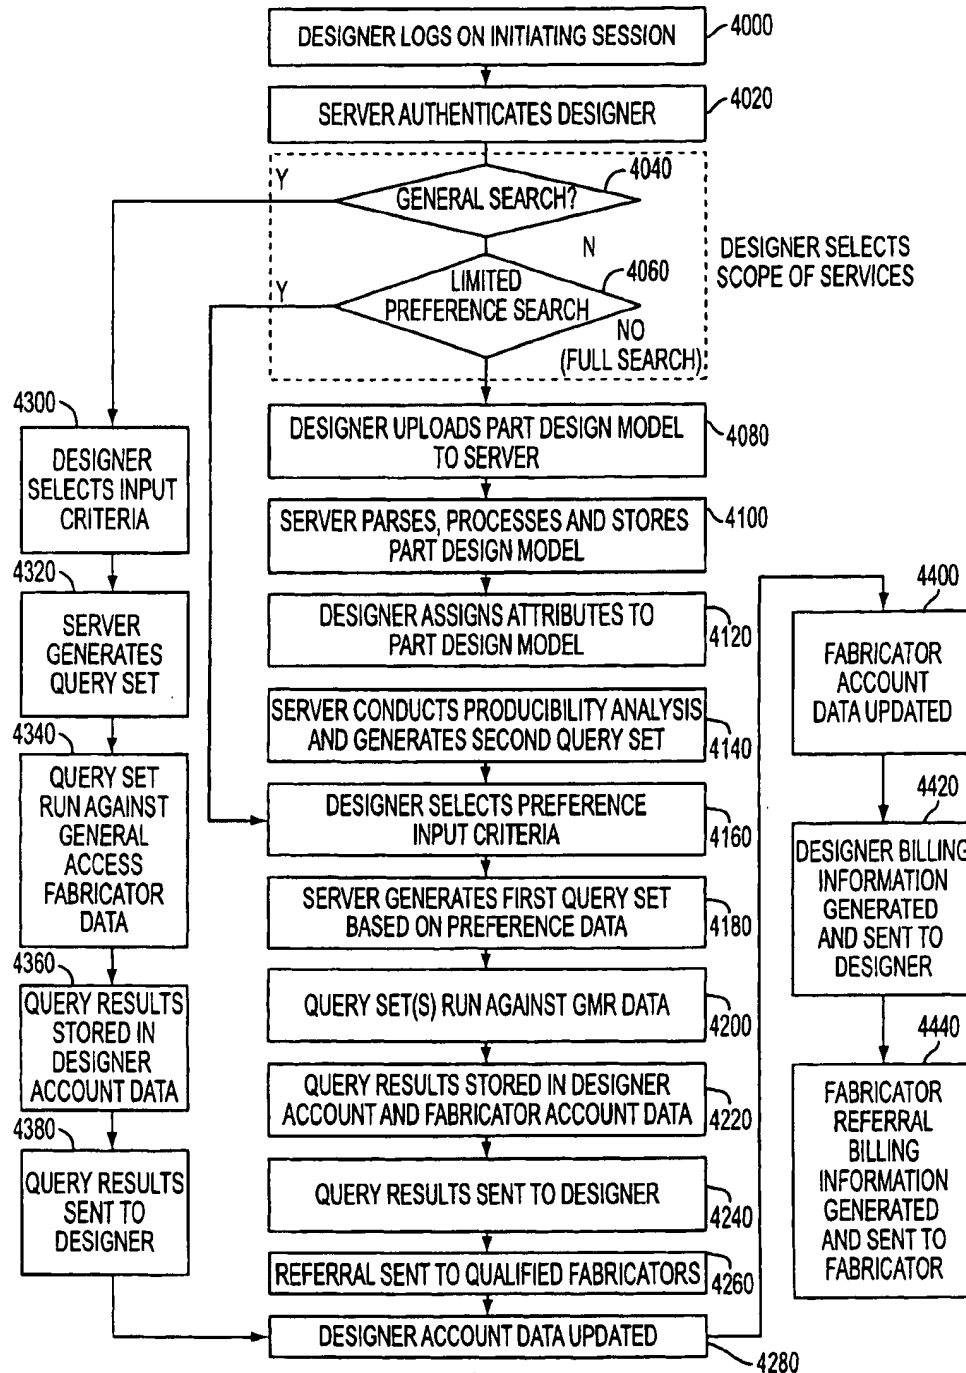 DESIGNER LOGS ON INITIATING SESSION
4000
SERVER AUTHENTICATES DESIGNER
4020
Y
GENERAL SEARCH?
4040
N
DESIGNER SELECTS
SCOPE OF SERVICES
Y
LIMITED
PREFERENCE SEARCH
4060
NO
(FULL SEARCH)
DESIGNER UPLOADS PART DESIGN MODEL
TO SERVER
4080
SERVER PARSES, PROCESSES AND STORES
PART DESIGN MODEL
4100
DESIGNER ASSIGNS ATTRIBUTES TO
PART DESIGN MODEL
4120
SERVER CONDUCTS PRODUCIBILITY ANALYSIS
AND GENERATES SECOND QUERY SET
4140
DESIGNER SELECTS PREFERENCE
INPUT CRITERIA
4160
SERVER GENERATES FIRST QUERY SET
BASED ON PREFERENCE DATA
4180
QUERY SET(S) RUN AGAINST GMR DATA
4200
QUERY RESULTS STORED IN DESIGNER
ACCOUNT AND FABRICATOR ACCOUNT DATA
4220
QUERY RESULTS SENT TO DESIGNER
4240
REFERRAL SENT TO QUALIFIED FABRICATORS
4260
DESIGNER ACCOUNT DATA UPDATED
4280
4300
DESIGNER
SELECTS INPUT
CRITERIA
4320
SERVER
GENERATES
QUERY SET
4340
QUERY SET
RUN AGAINST
GENERAL
ACCESS
FABRICATOR
DATA
4360
QUERY RESULTS
STORED IN
DESIGNER
ACCOUNT DATA
4380
QUERY RESULTS
SENT TO
DESIGNER
4400
FABRICATOR
ACCOUNT
DATA UPDATED
4420
DESIGNER BILLING
INFORMATION
GENERATED
AND SENT TO
DESIGNER
4440
FABRICATOR
REFERRAL
BILLING
INFORMATION
GENERATED
AND SENT TO
FABRICATOR